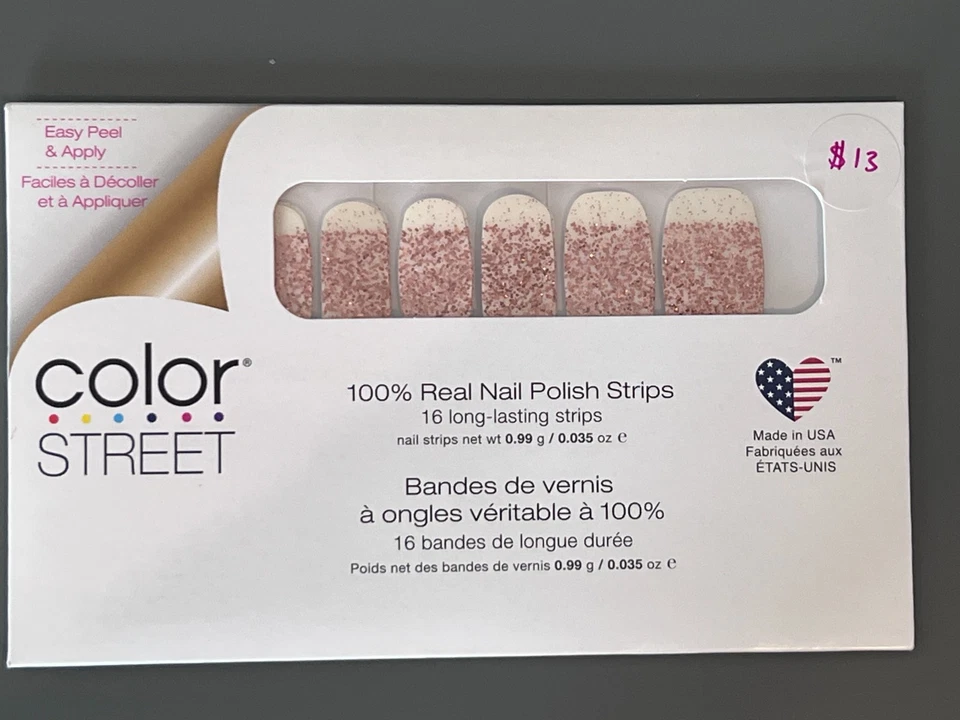 Easy Peel
& Apply
Faciles à Décoller
et à Appliquer
$13
color®
STREET
100% Real Nail Polish Strips
16 long-lasting strips
nail strips net wt 0.99 g / 0.035 oz ℮
Bandes de vernis
à ongles véritable à 100%
16 bandes de longue durée
Poids net des bandes de vernis 0.99 g / 0.035 oz ℮
™
Made in USA
Fabriquées aux
ÉTATS-UNIS